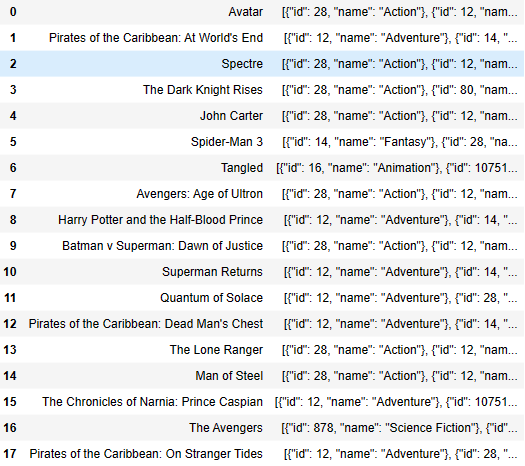 0 Avatar [{"id": 28, "name": "Action"}, {"id": 12, "nam...
1 Pirates of the Caribbean: At World's End [{"id": 12, "name": "Adventure"}, {"id": 14, "...
2 Spectre [{"id": 28, "name": "Action"}, {"id": 12, "nam...
3 The Dark Knight Rises [{"id": 28, "name": "Action"}, {"id": 80, "nam...
4 John Carter [{"id": 28, "name": "Action"}, {"id": 12, "nam...
5 Spider-Man 3 [{"id": 14, "name": "Fantasy"}, {"id": 28, "na...
6 Tangled [{"id": 16, "name": "Animation"}, {"id": 10751...
7 Avengers: Age of Ultron [{"id": 28, "name": "Action"}, {"id": 12, "nam...
8 Harry Potter and the Half-Blood Prince [{"id": 12, "name": "Adventure"}, {"id": 14, "...
9 Batman v Superman: Dawn of Justice [{"id": 28, "name": "Action"}, {"id": 12, "nam...
10 Superman Returns [{"id": 12, "name": "Adventure"}, {"id": 14, "...
11 Quantum of Solace [{"id": 12, "name": "Adventure"}, {"id": 28, "...
12 Pirates of the Caribbean: Dead Man's Chest [{"id": 12, "name": "Adventure"}, {"id": 14, "...
13 The Lone Ranger [{"id": 28, "name": "Action"}, {"id": 12, "nam...
14 Man of Steel [{"id": 28, "name": "Action"}, {"id": 12, "nam...
15 The Chronicles of Narnia: Prince Caspian [{"id": 12, "name": "Adventure"}, {"id": 10751...
16 The Avengers [{"id": 878, "name": "Science Fiction"}, {"id"...
17 Pirates of the Caribbean: On Stranger Tides [{"id": 12, "name": "Adventure"}, {"id": 28, "...